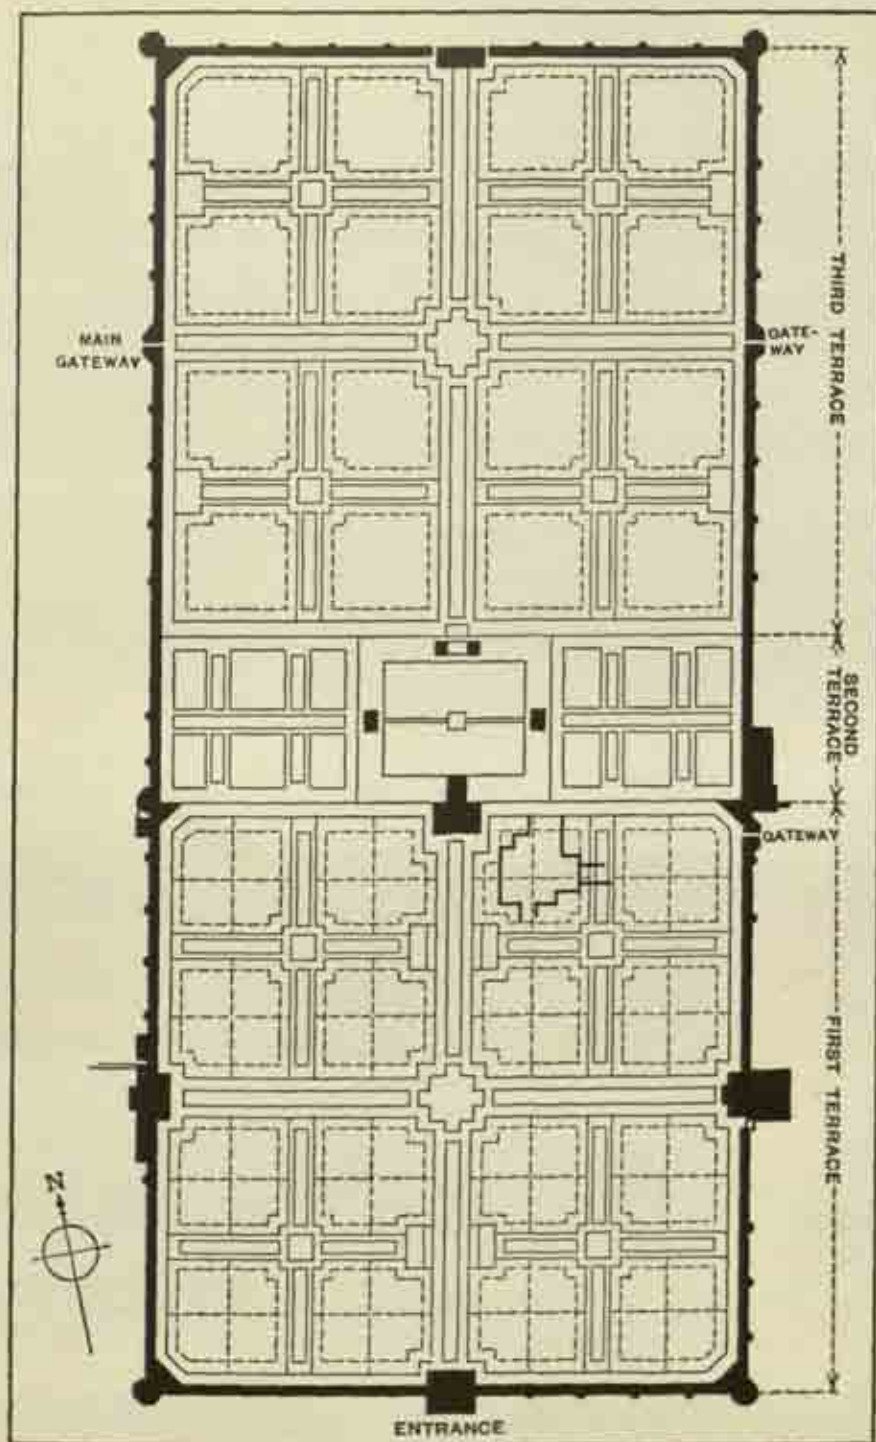 MAIN
GATEWAY
GATE-
WAY
THIRD TERRACE
SECOND
TERRACE
GATEWAY
FIRST TERRACE
N
ENTRANCE